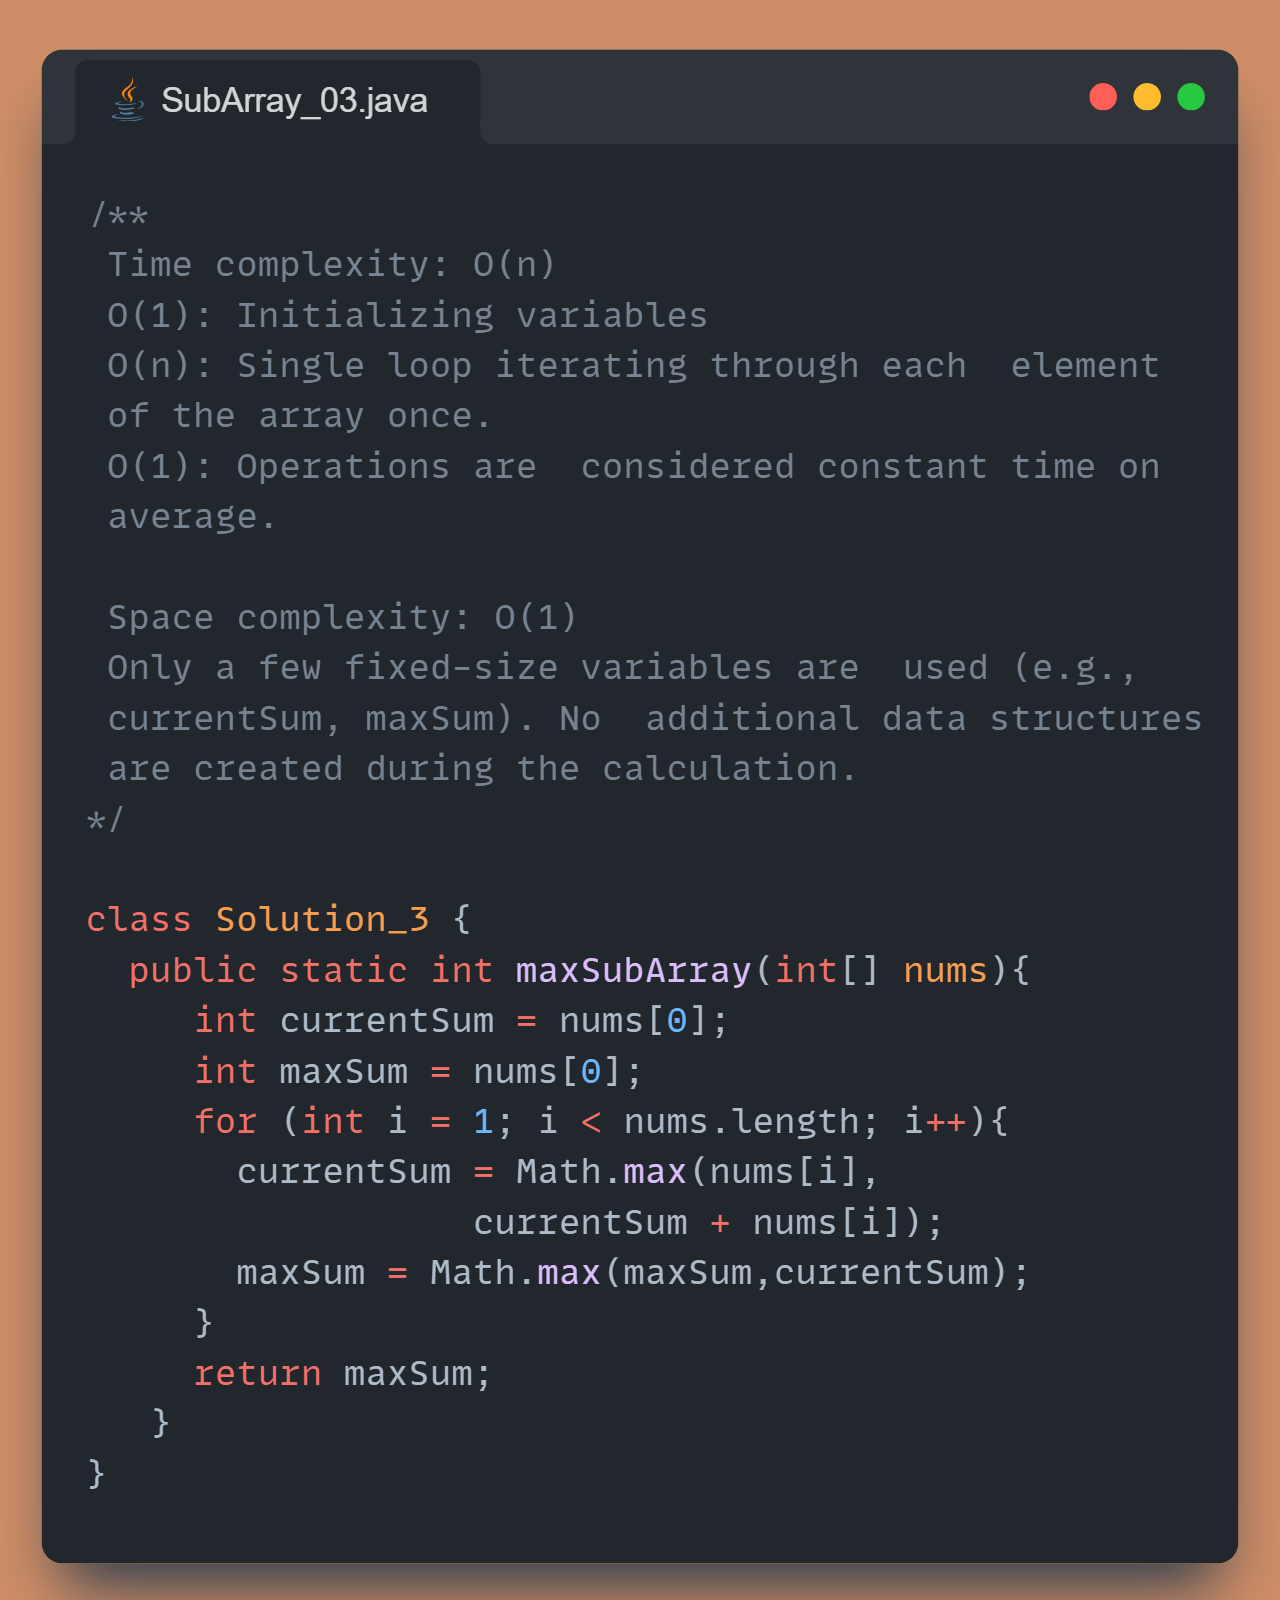 SubArray_03.java
/**
 Time complexity: O(n)
 O(1): Initializing variables
 O(n): Single loop iterating through each  element
 of the array once.
 O(1): Operations are  considered constant time on
 average.

 Space complexity: O(1)
 Only a few fixed-size variables are  used (e.g.,
 currentSum, maxSum). No  additional data structures
 are created during the calculation.
*/

class Solution_3 {
  public static int maxSubArray(int[] nums){
     int currentSum = nums[0];
     int maxSum = nums[0];
     for (int i = 1; i < nums.length; i++){
       currentSum = Math.max(nums[i],
                  currentSum + nums[i]);
       maxSum = Math.max(maxSum,currentSum);
     }
     return maxSum;
   }
}